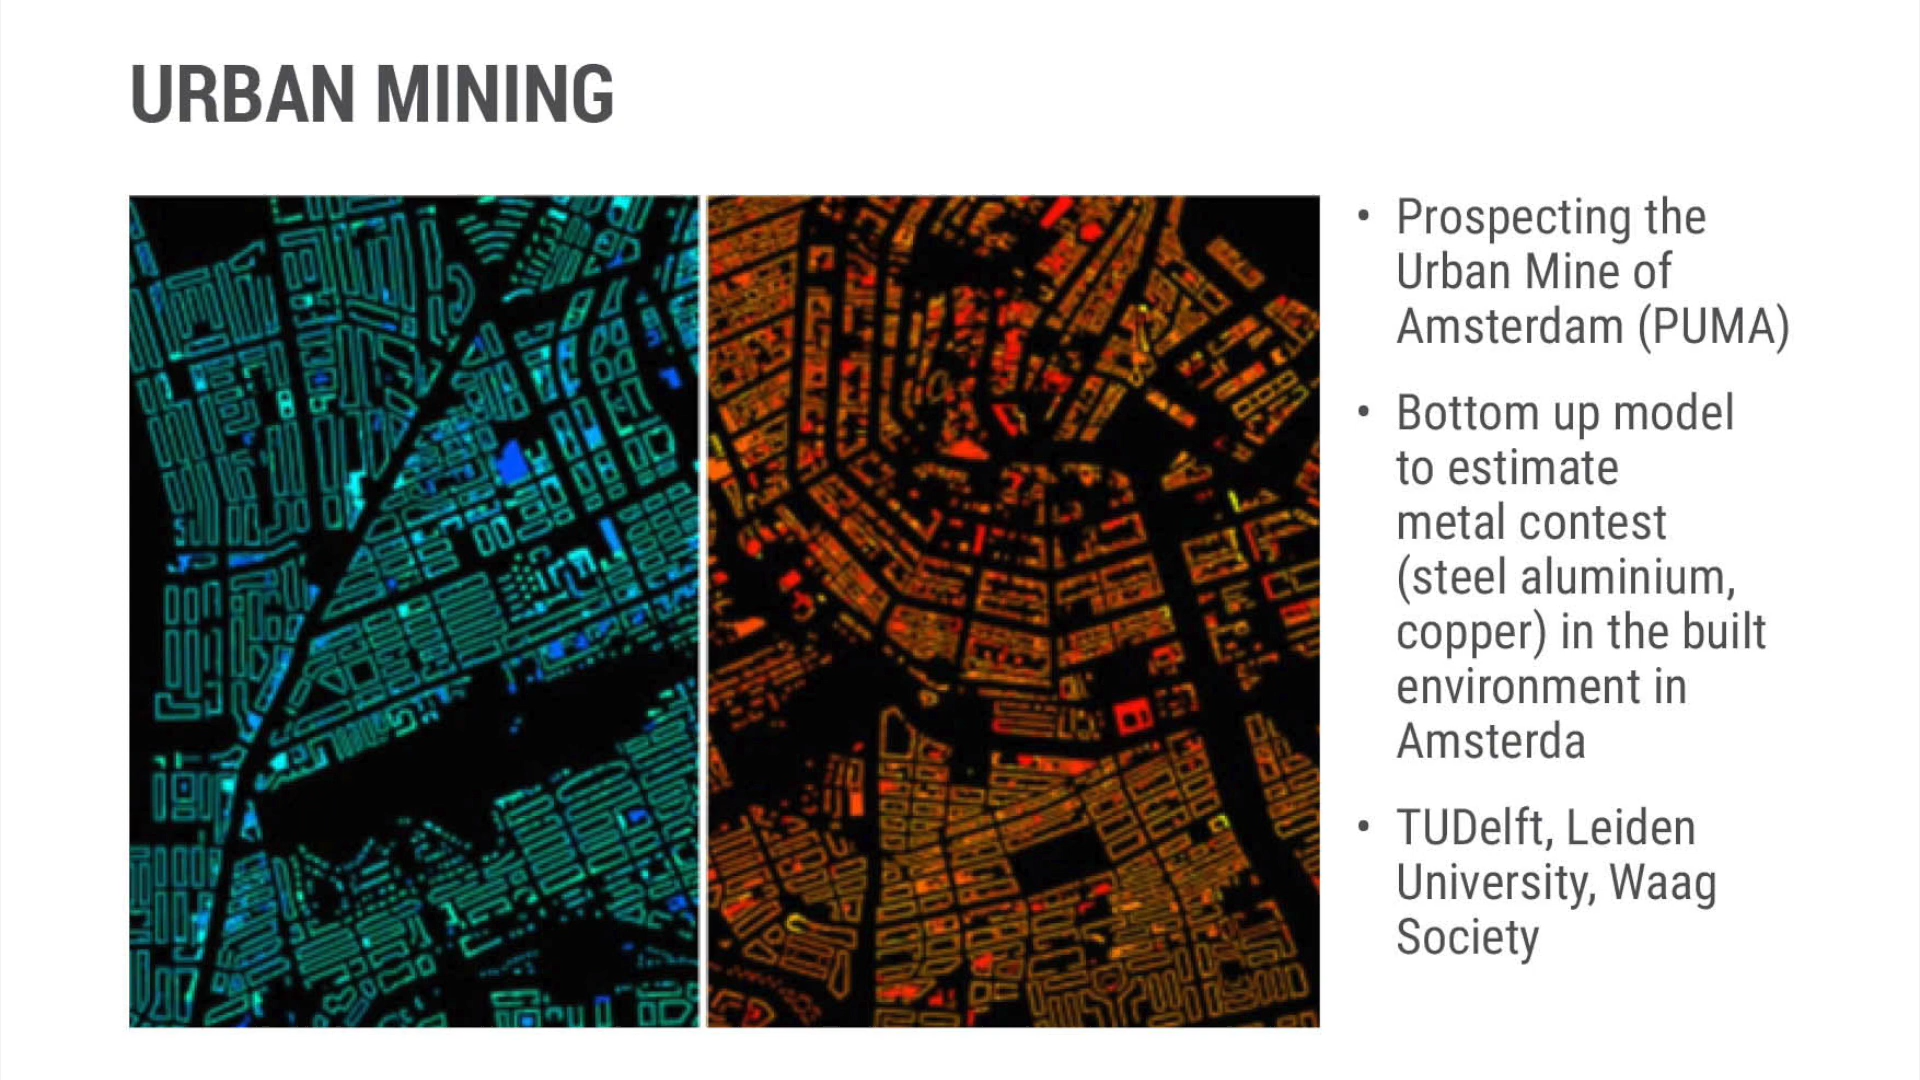 URBAN MINING
• Prospecting the
Urban Mine of
Amsterdam (PUMA)
• Bottom up model
to estimate
metal contest
(steel aluminium,
copper) in the built
environment in
Amsterda
• TUDelft, Leiden
University, Waag
Society